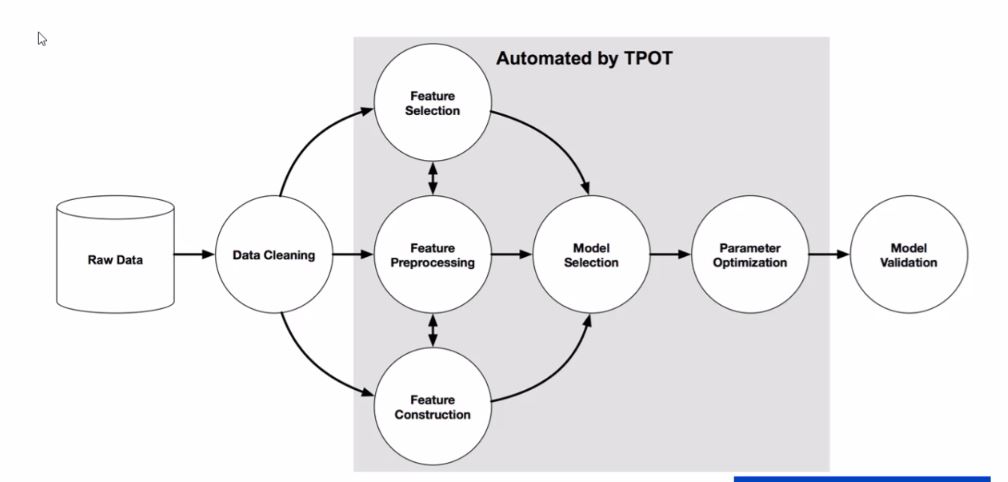 Automated by TPOT
Feature
Selection
Raw Data
Data Cleaning
Feature
Preprocessing
Model
Selection
Parameter
Optimization
Model
Validation
Feature
Construction